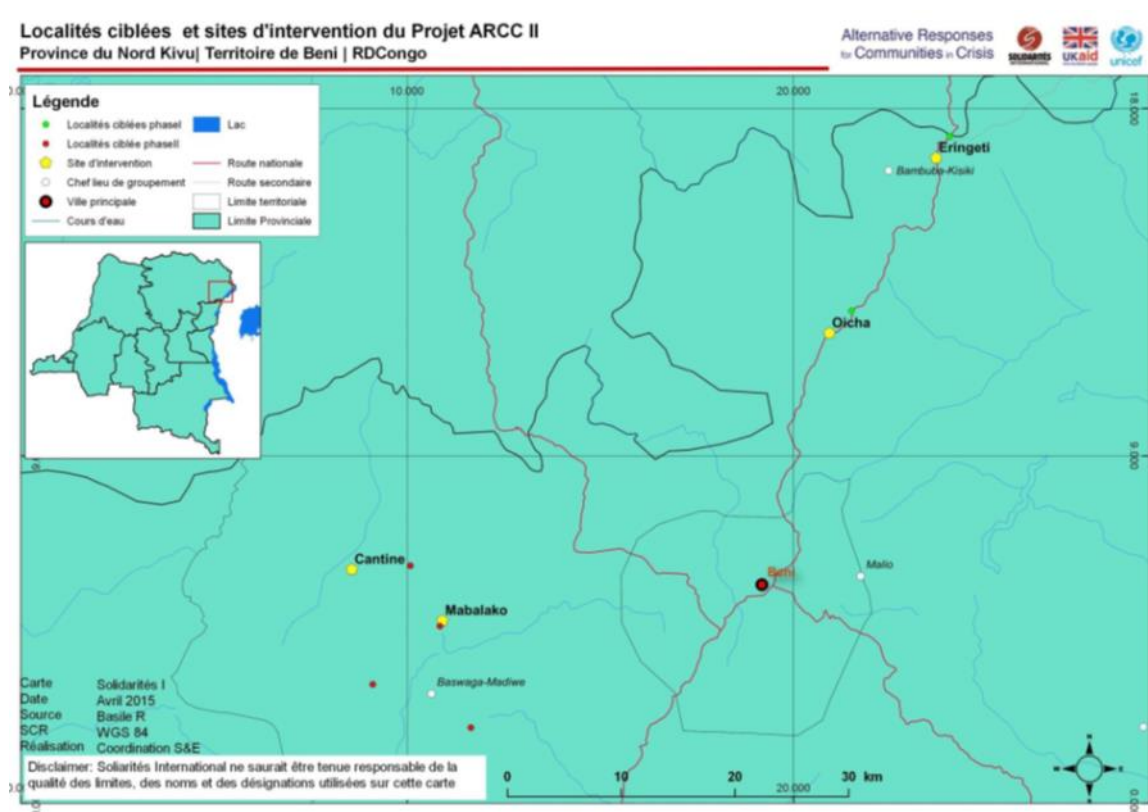 Localités ciblées et sites d'intervention du Projet ARCC II
Province du Nord Kivu| Territoire de Beni | RDCongo
Alternative Responses
for Communities in Crisis
SOLIDARITÉS
UKaid
unicef
10.000
20.000
18.000
Légende
Localités ciblées phaseI
Localités ciblée phaseII
Site d'intervention
Chef lieu de groupement
Ville principale
Cours d'eau
Lac
Route nationale
Route secondaire
Limite territoriale
Limite Provinciale
Eringeti
Bambuba-Kisiki
Oicha
9.000
Cantine
Beni
Malio
Mabalako
Baswaga-Madiwe
Carte Solidarités I
Date Avril 2015
Source Basile R
SCR WGS 84
Réalisation Coordination S&E
Disclaimer: Soliarités International ne saurait être tenue responsable de la
qualité des limites, des noms et des désignations utilisées sur cette carte
0 10 20 30 km
20.000